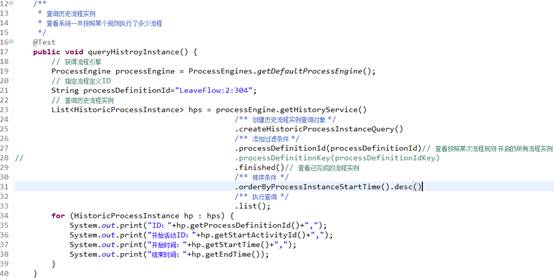 12 /**
13 * 查询历史流程实例
14 * 查看系统一共按照某个规则执行了多少流程
15 */
16 @Test
17 public void queryHistroyInstance() {
18 // 获得流程引擎
19 ProcessEngine processEngine = ProcessEngines.getDefaultProcessEngine();
20 // 指定流程定义ID
21 String processDefinitionId="LeaveFlow:2:304";
22 // 查询历史流程实例
23 List<HistoricProcessInstance> hps = processEngine.getHistoryService()
24 /** 创建历史流程实例查询对象 */
25 .createHistoricProcessInstanceQuery()
26 /** 添加过滤条件 */
27 .processDefinitionId(processDefinitionId)// 查看按照某次流程规则开启的所有流程实例
28 // .processDefinitionKey(processDefinitionIdKey)
29 .finished()// 查看已完成的流程实例
30 /** 排序条件 */
31 .orderByProcessInstanceStartTime().desc()
32 /** 执行查询 */
33 .list();
34 for (HistoricProcessInstance hp : hps) {
35 System.out.print("ID："+hp.getProcessDefinitionId()+",");
36 System.out.print("开始活动ID："+hp.getStartActivityId()+",");
37 System.out.print("开始时间："+hp.getStartTime()+",");
38 System.out.print("结束时间："+hp.getEndTime());
39 }
40 }